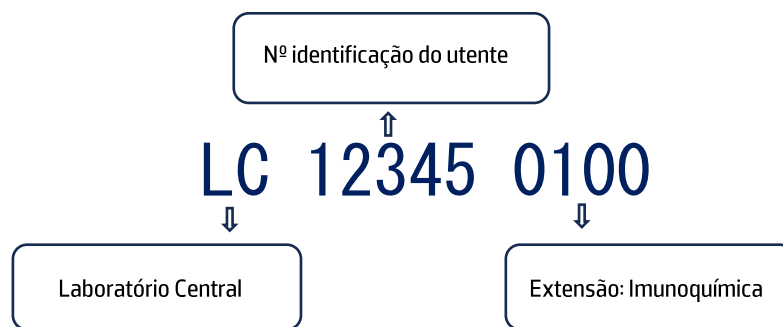 Nº identificação do utente
LC 12345 0100
Laboratório Central
Extensão: Imunoquímica